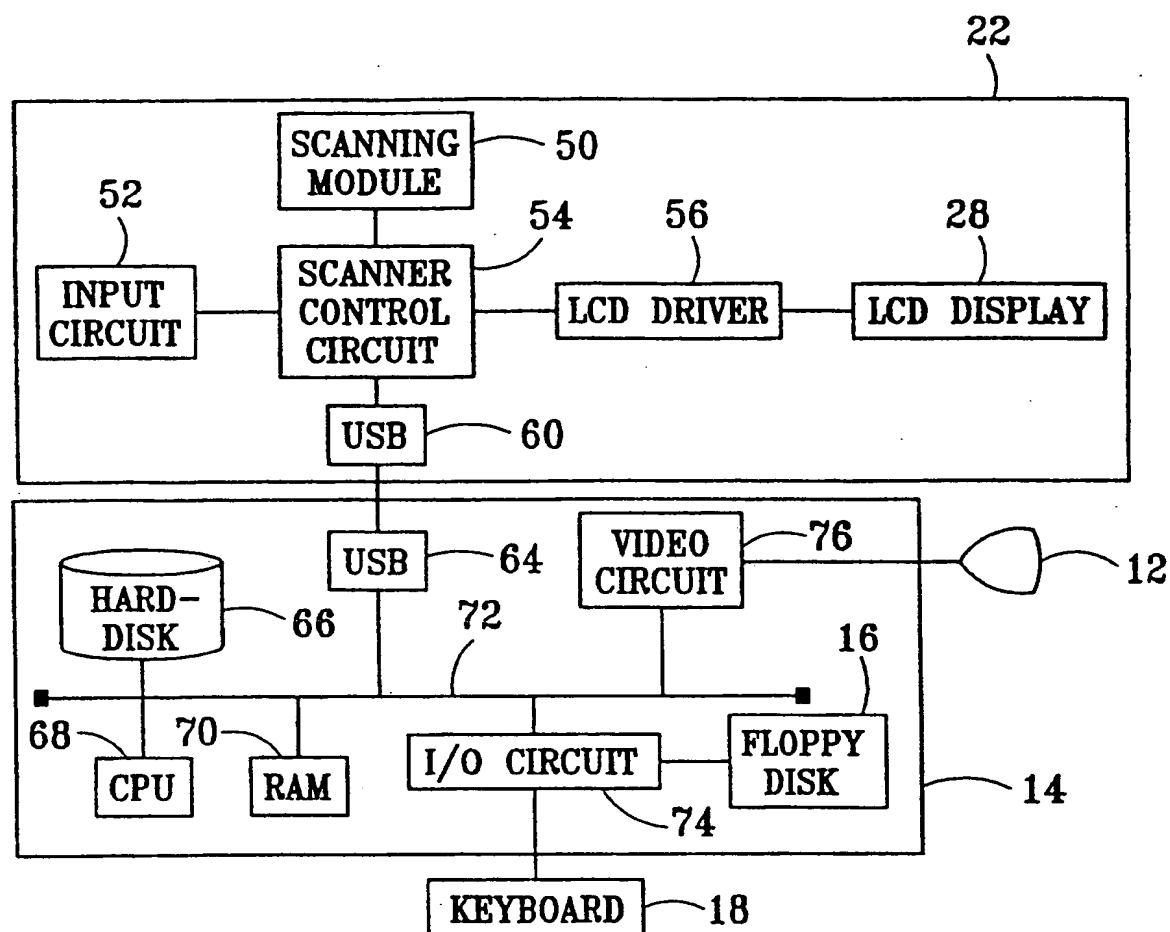 22
SCANNING
MODULE
50
52
54
56
28
INPUT
CIRCUIT
SCANNER
CONTROL
CIRCUIT
LCD DRIVER
LCD DISPLAY
USB
60
USB
64
VIDEO
CIRCUIT
76
12
HARD-
DISK
66
72
16
68
70
CPU
RAM
I/O CIRCUIT
FLOPPY
DISK
74
14
KEYBOARD
18